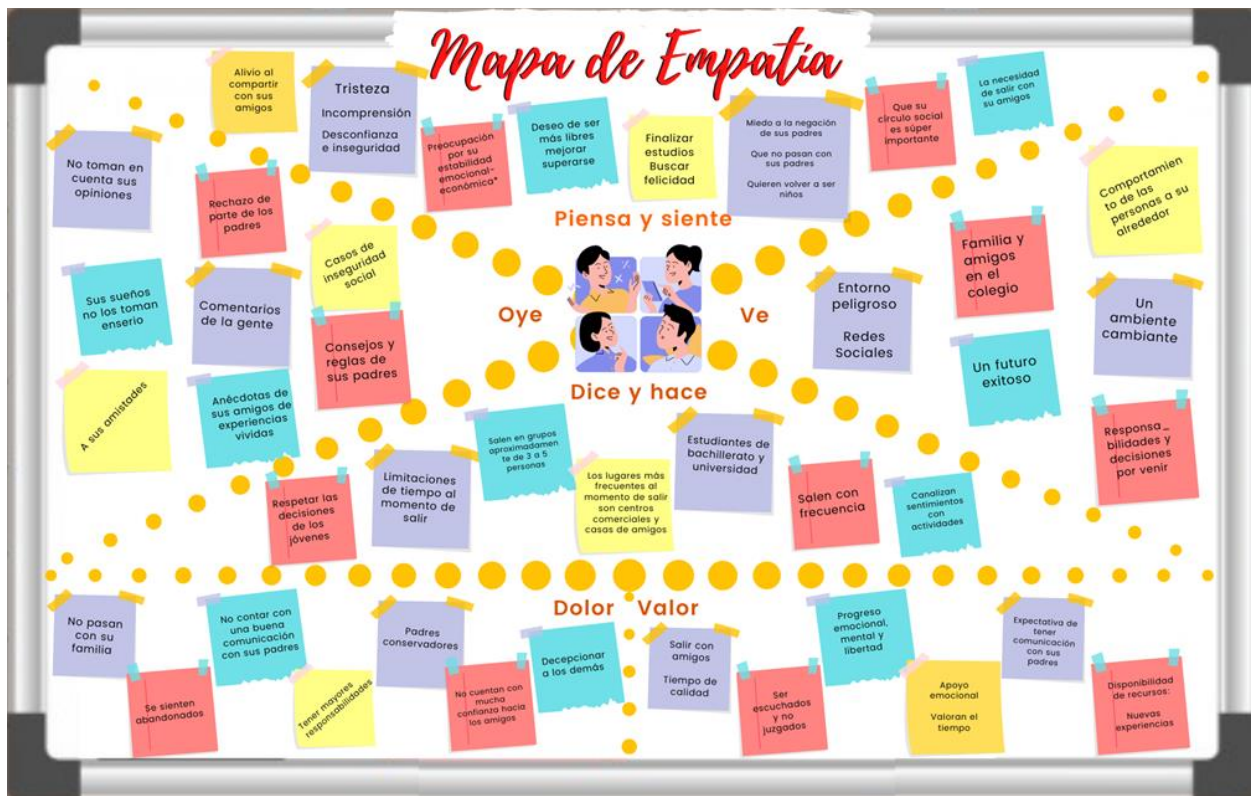 Mapa de Empatía
Alivio al
compartir
con sus
amigos
Tristeza
Incomprensión
Desconfianza
e inseguridad
Preocupación
por su
estabilidad
emocional-
económica*
Deseo de ser
más libres
mejorar
superarse
Finalizar
estudios
Buscar
felicidad
Miedo a la negación
de sus padres
Que no pasan con
sus padres
Quieren volver a ser
niños
Que su
círculo social
es súper
importante
La necesidad
de salir con
su amigos
Piensa y siente
No toman en
cuenta sus
opiniones
Rechazo de
parte de los
padres
Casos de
inseguridad
social
Sus sueños
no los toman
enserio
Comentarios
de la gente
Consejos y
reglas de
sus padres
A sus amistades
Anécdotas de
sus amigos de
experiencias
vividas
Oye
Ve
Entorno
peligroso
Redes
Sociales
Familia y
amigos
en el
colegio
Comportamien
to de las
personas a su
alrededor
Un
ambiente
cambiante
Un futuro
exitoso
Responsa_
bilidades y
decisiones
por venir
Dice y hace
Respetar las
decisiones
de los
jóvenes
Limitaciones
de tiempo al
momento de
salir
Salen en grupos
aproximadamen
te de 3 a 5
personas
Los lugares más
frecuentes al
momento de salir
son centros
comerciales y
casas de amigos
Estudiantes de
bachillerato y
universidad
Salen con
frecuencia
Canalizan
sentimientos
con
actividades
Dolor
No pasan
con su
familia
Se sienten
abandonados
No contar con
una buena
comunicación
con sus padres
Tener mayores
responsabilidades
Padres
conservadores
No cuentan con
mucha
confianza hacia
los amigos
Decepcionar
a los demás
Valor
Salir con
amigos
Tiempo de
calidad
Ser
escuchados
y no
juzgados
Progreso
emocional,
mental y
libertad
Apoyo
emocional
Valoran el
tiempo
Expectativa de
tener
comunicación
con sus
padres
Disponibilidad
de recursos:
Nuevas
experiencias